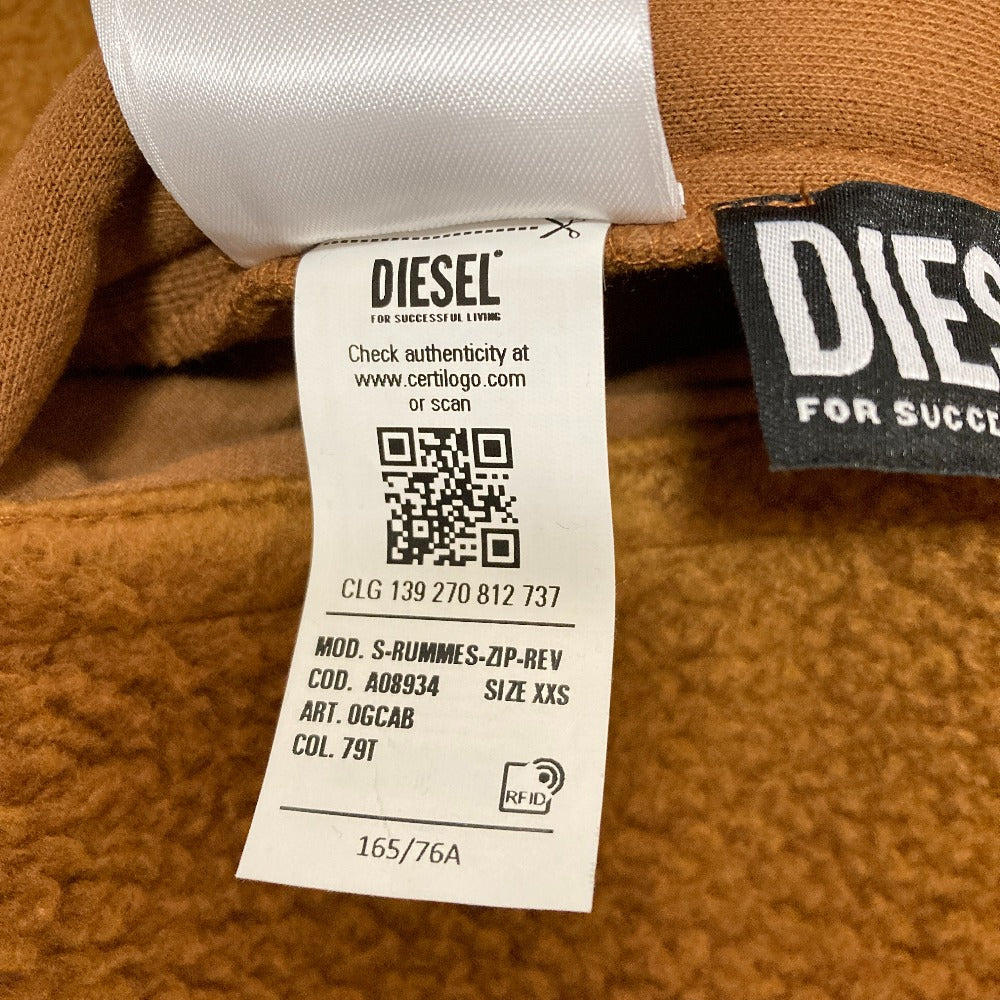 DIESEL
FOR SUCCESSFUL LIVING
Check authenticity at
www.certilogo.com
or scan
CLG 139 270 812 737
MOD. S-RUMMES-ZIP-REV
COD. A08934 SIZE XXS
ART. 0GCAB
COL. 79T
RFID
165/76A
DIES
FOR SUCCE